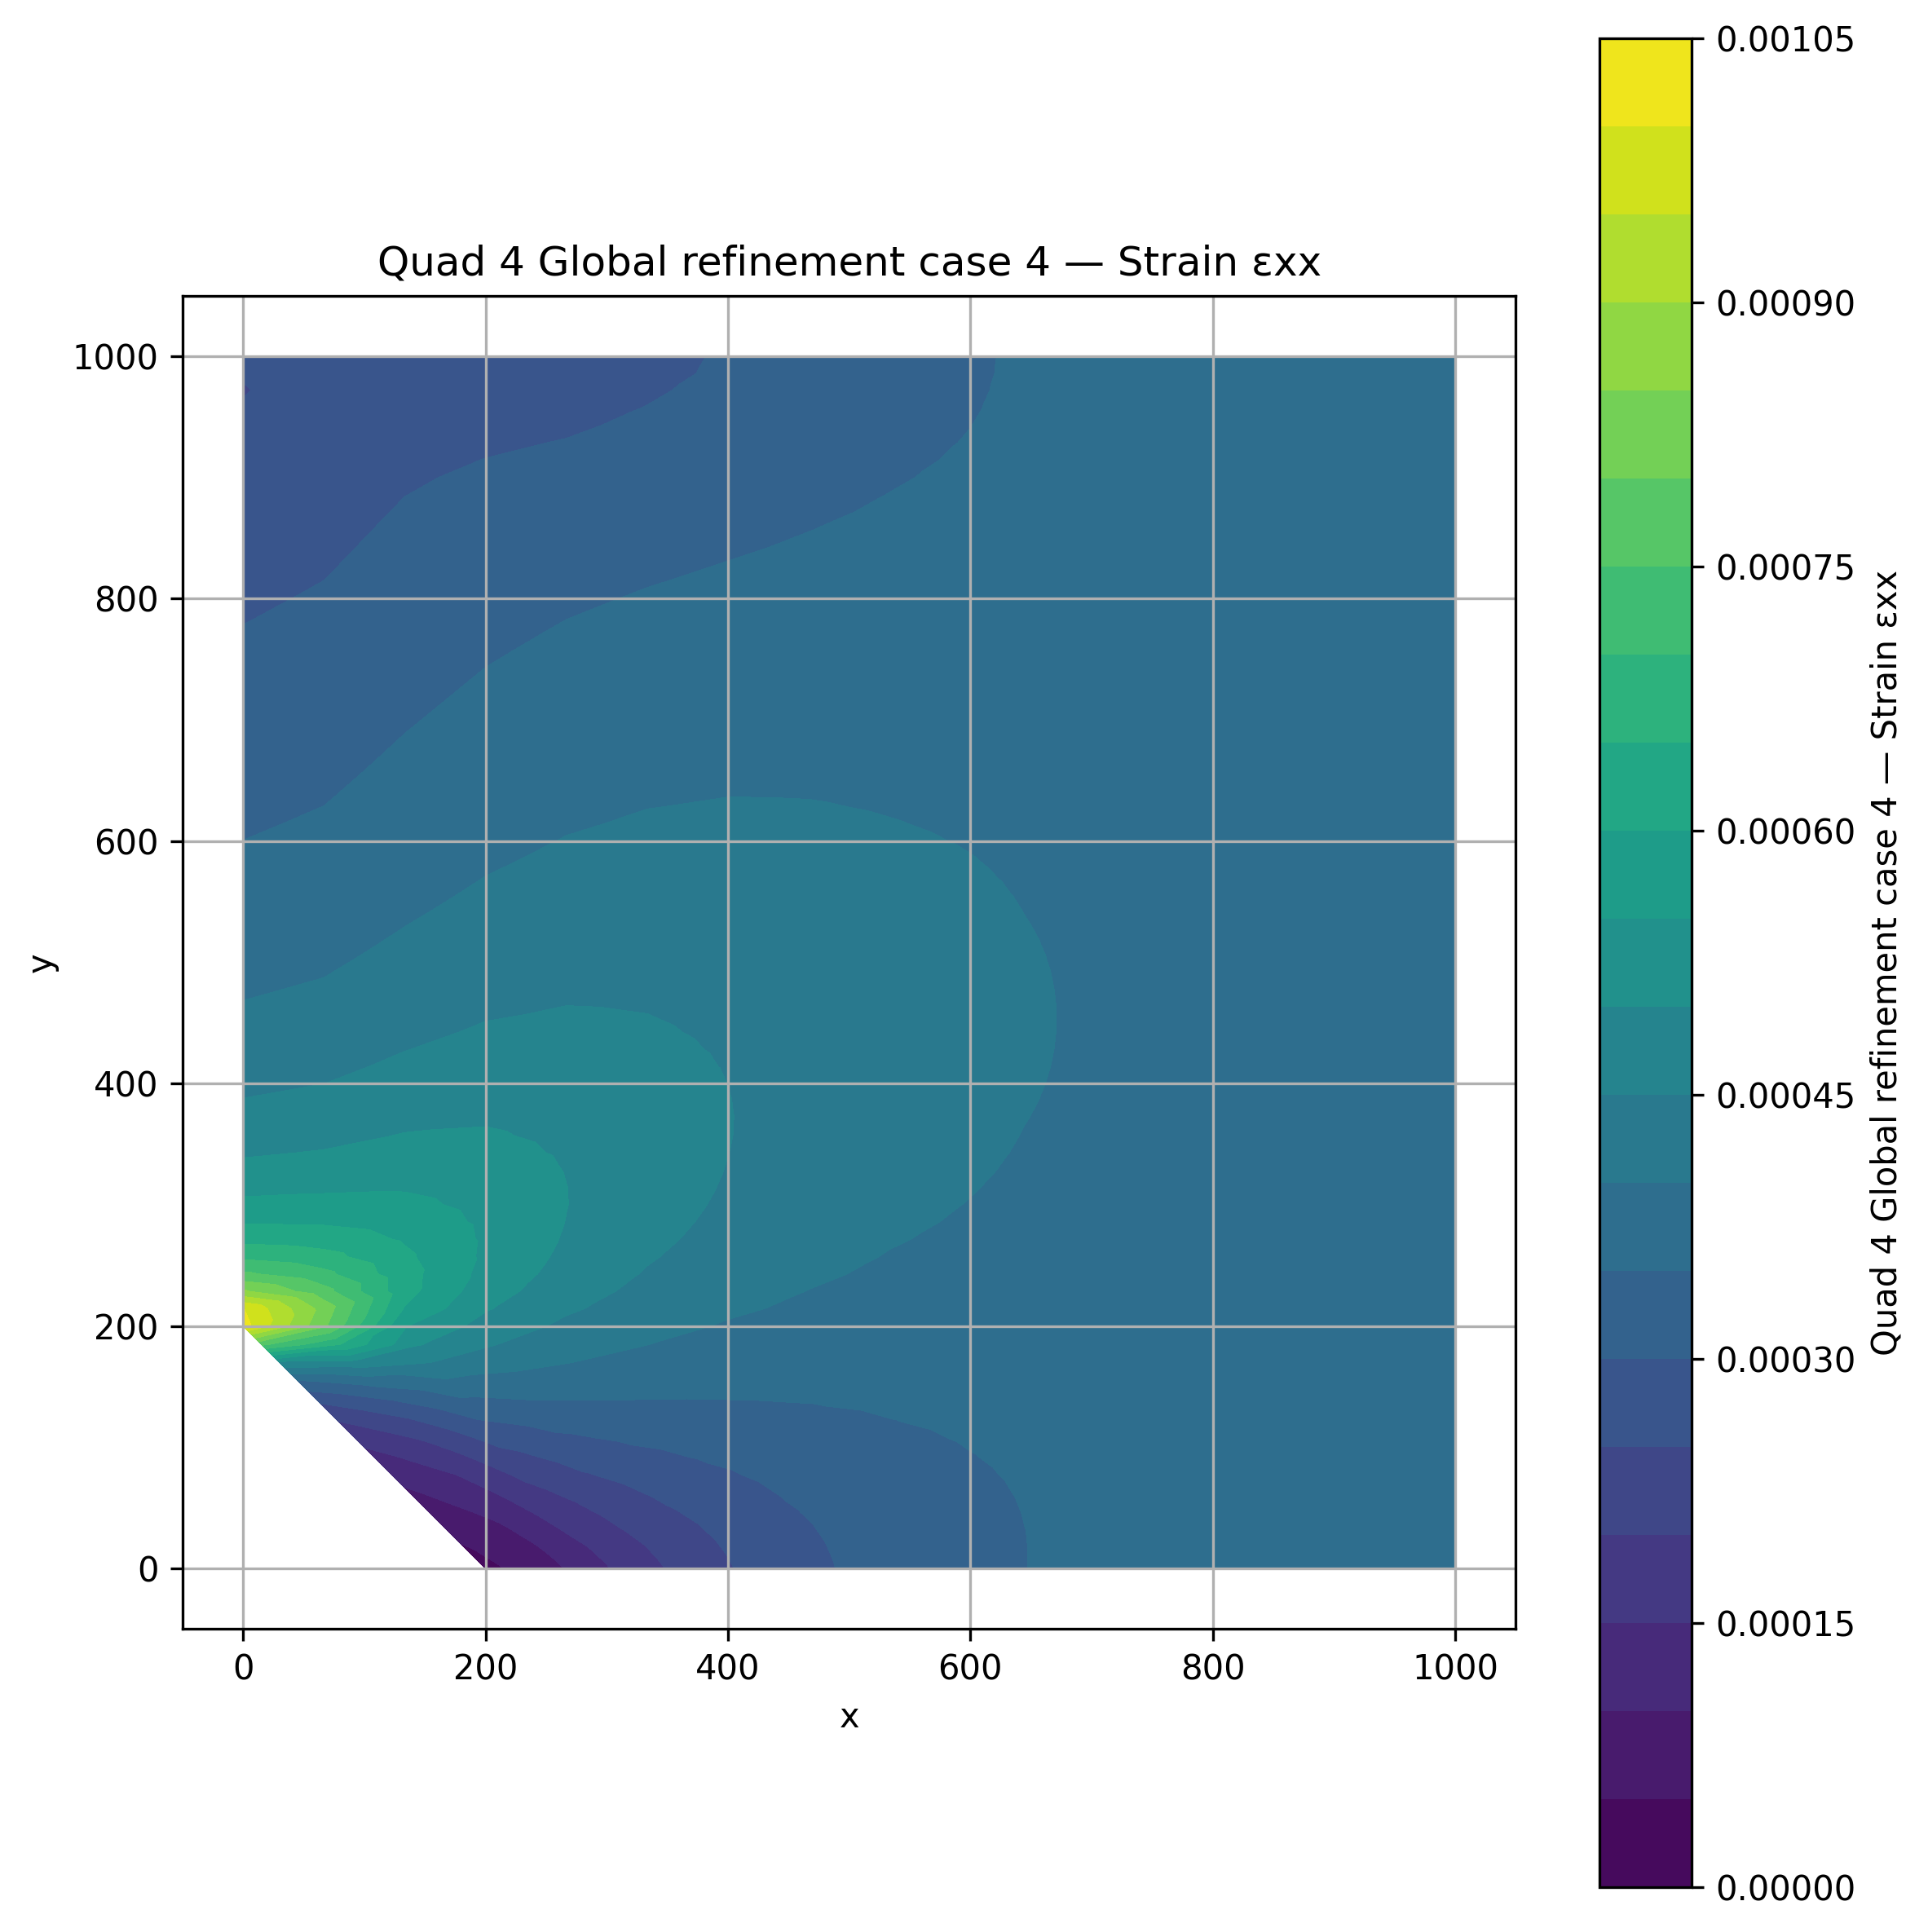 Quad 4 Global refinement case 4 — Strain εxx
y
1000
800
600
400
200
0
0 200 400 600 800 1000
x
0.00105
0.00090
0.00075
0.00060
0.00045
0.00030
0.00015
0.00000
Quad 4 Global refinement case 4 — Strain εxx